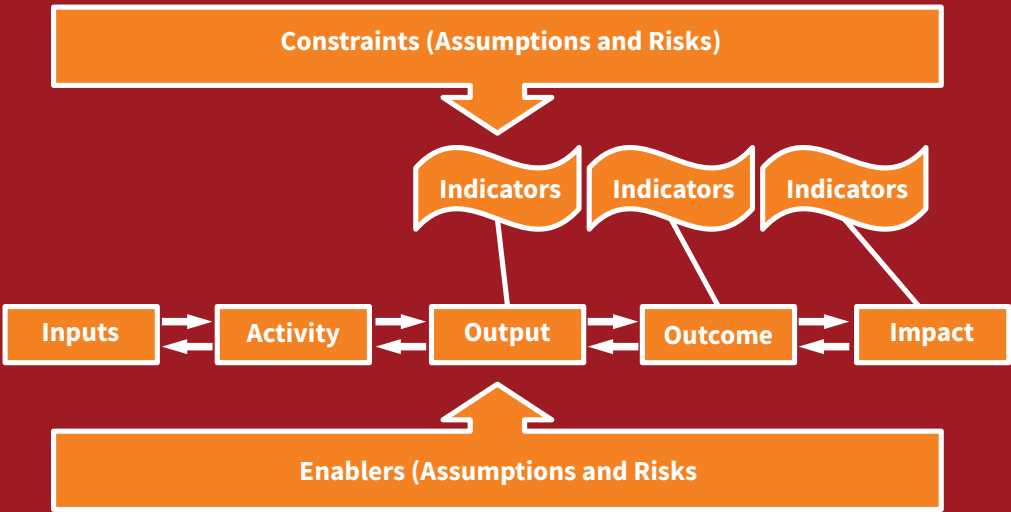 Constraints (Assumptions and Risks)
Indicators
Indicators
Indicators
Inputs
Activity
Output
Outcome
Impact
Enablers (Assumptions and Risks